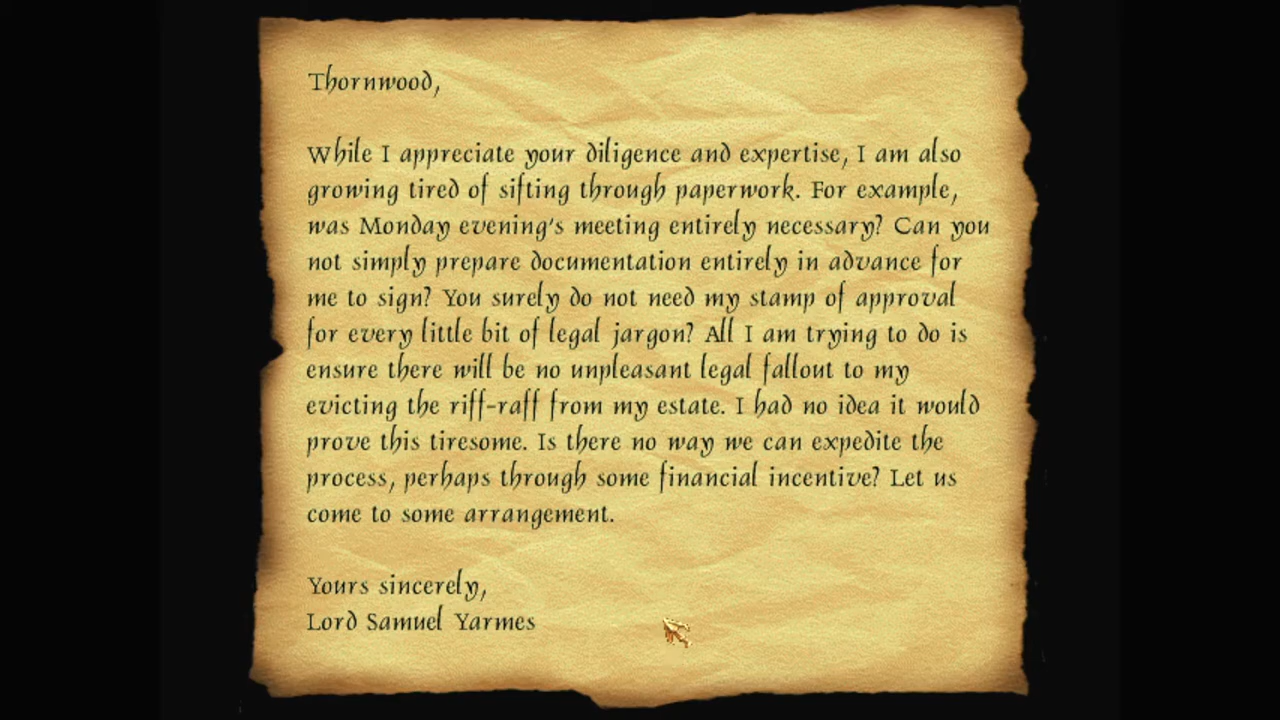 Thornwood,
While I appreciate your diligence and expertise, I am also
growing tired of sifting through paperwork. For example,
was Monday evening's meeting entirely necessary? Can you
not simply prepare documentation entirely in advance for
me to sign? You surely do not need my stamp of approval
for every little bit of legal jargon? All I am trying to do is
ensure there will be no unpleasant legal fallout to my
evicting the riff-raff from my estate. I had no idea it would
prove this tiresome. Is there no way we can expedite the
process, perhaps through some financial incentive? Let us
come to some arrangement.
Yours sincerely,
Lord Samuel Yarmes